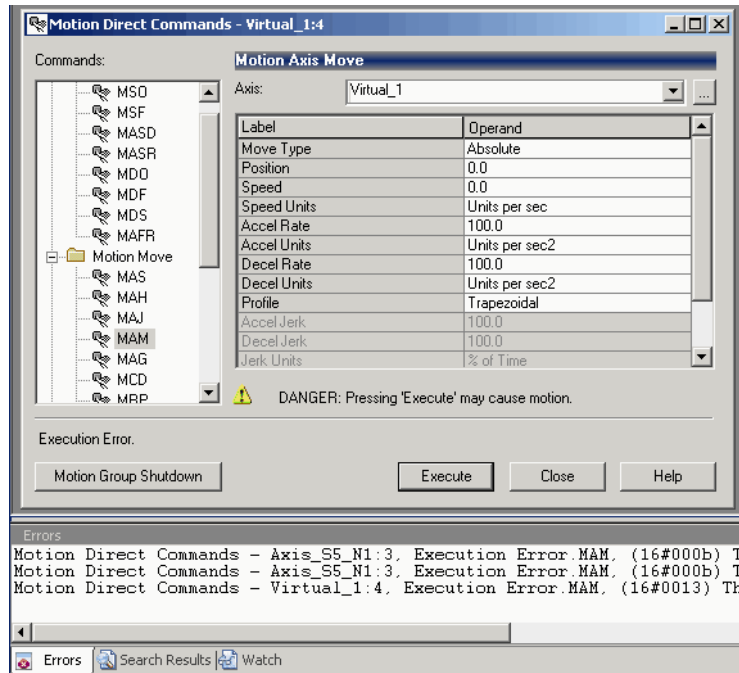 Motion Direct Commands - Virtual_1:4
Commands:
MSO
MSF
MASD
MASR
MDO
MDF
MDS
MAFR
Motion Move
MAS
MAH
MAJ
MAM
MAG
MCD
MRP
Motion Axis Move
Axis: Virtual_1 ...
Label Operand
Move Type Absolute
Position 0.0
Speed 0.0
Speed Units Units per sec
Accel Rate 100.0
Accel Units Units per sec2
Decel Rate 100.0
Decel Units Units per sec2
Profile Trapezoidal
Accel Jerk 100.0
Decel Jerk 100.0
Jerk Units % of Time
DANGER: Pressing 'Execute' may cause motion.
Execution Error.
Motion Group Shutdown Execute Close Help
Errors
Motion Direct Commands - Axis_S5_N1:3, Execution Error.MAM, (16#000b) T
Motion Direct Commands - Axis_S5_N1:3, Execution Error.MAM, (16#000b) T
Motion Direct Commands - Virtual_1:4, Execution Error.MAM, (16#0013) Th
Errors Search Results Watch